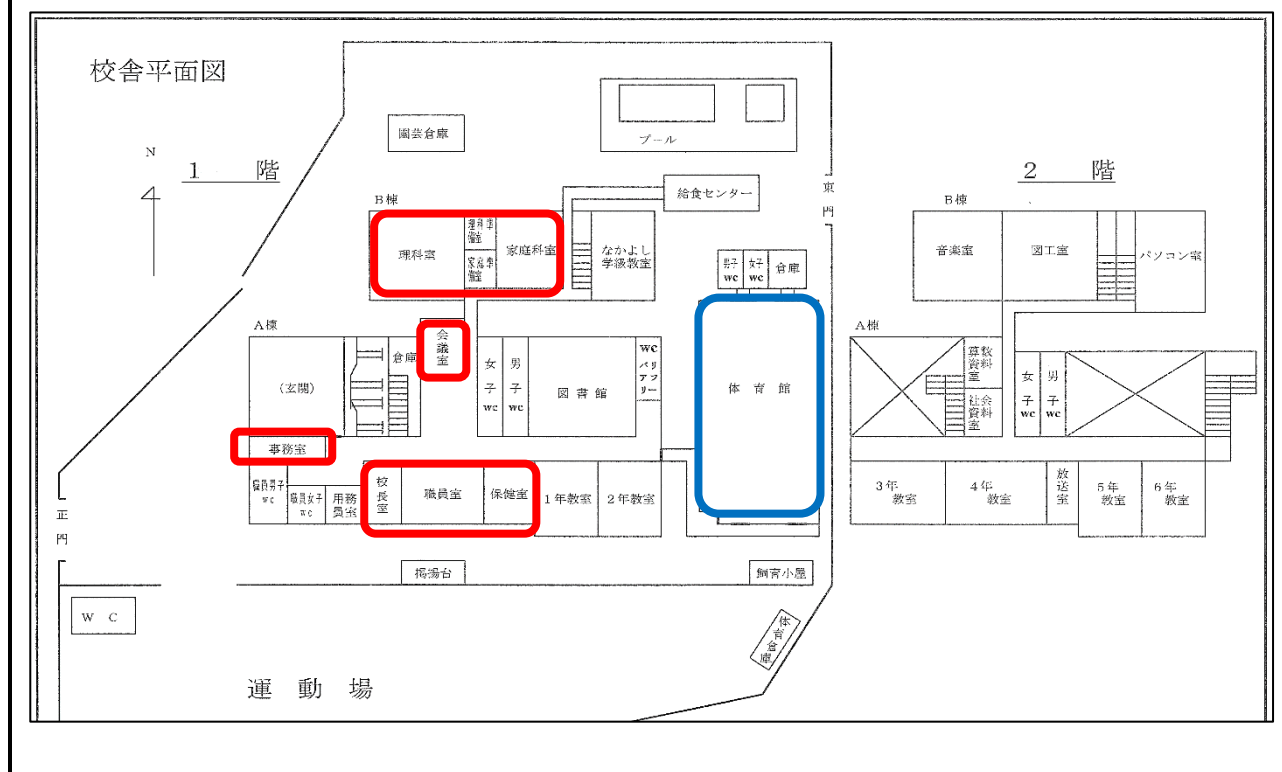 校舎平面図
N
1 階
園芸倉庫
プール
給食センター
東門
B棟
理科室
理科準備室
家庭準備室
家庭科室
なかよし
学級教室
男子
wc
女子
wc
倉庫
A棟
(玄関)
倉庫
会議室
女子wc
男子wc
図書館
wc
バリアフリー
体育館
事務室
職員男子
wc
職員女子
wc
用務
員室
校長室
職員室
保健室
1年教室
2年教室
正門
掲揚台
飼育小屋
WC
体育倉庫
運動場
2 階
B棟
音楽室
図工室
パソコン室
A棟
算数
資料
室
社会
資料
室
女子wc
男子wc
3年
教室
4年
教室
放送室
5年
教室
6年
教室